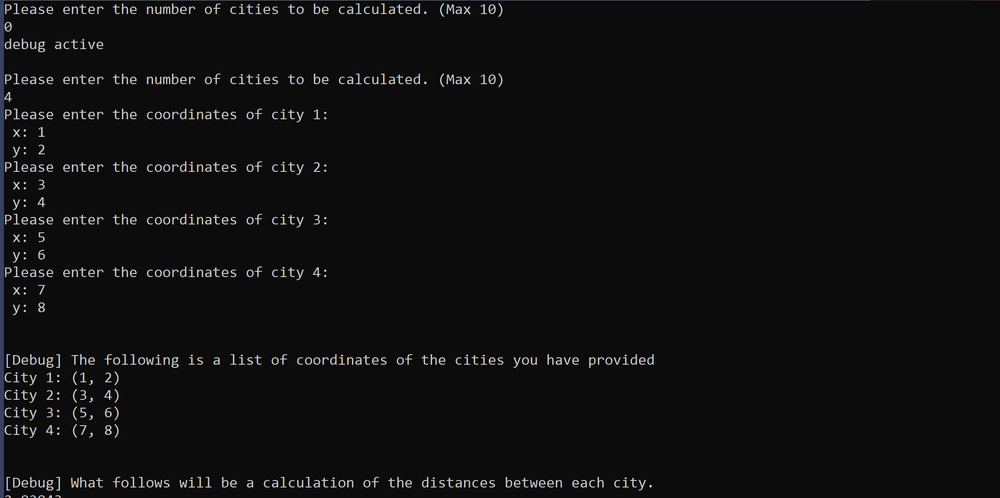 Please enter the number of cities to be calculated. (Max 10)
0
debug active
Please enter the number of cities to be calculated. (Max 10)
4
Please enter the coordinates of city 1:
x: 1
y: 2
Please enter the coordinates of city 2:
x: 3
y: 4
Please enter the coordinates of city 3:
x: 5
y: 6
Please enter the coordinates of city 4:
x: 7
y: 8
[Debug] The following is a list of coordinates of the cities you have provided
City 1: (1, 2)
City 2: (3, 4)
City 3: (5, 6)
City 4: (7, 8)
[Debug] What follows will be a calculation of the distances between each city.